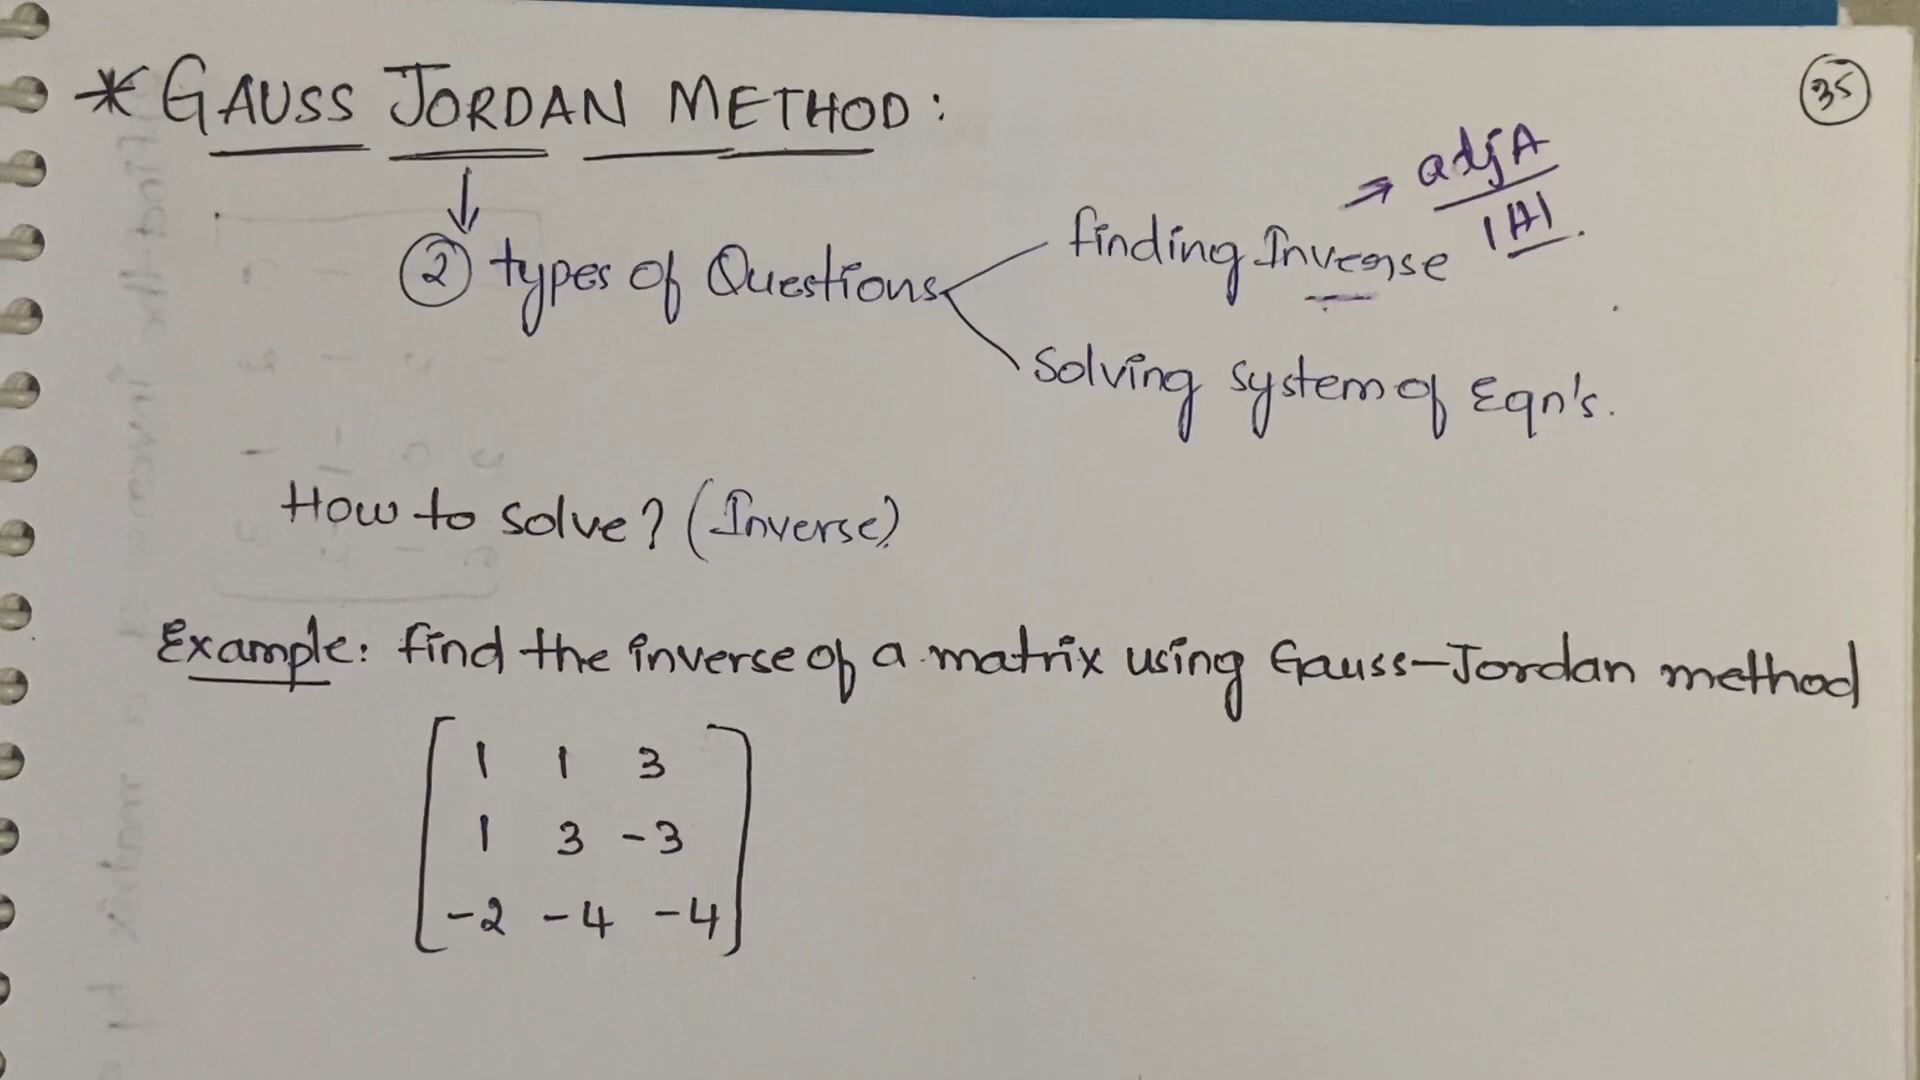 * GAUSS JORDAN METHOD:
35
↓
→ adjA
|A|.
② types of Questions
finding Inverse
Solving system of Eqn's.
How to solve? (Inverse)
Example: find the inverse of a matrix using Gauss-Jordan method
1 1 3
1 3 -3
-2 -4 -4